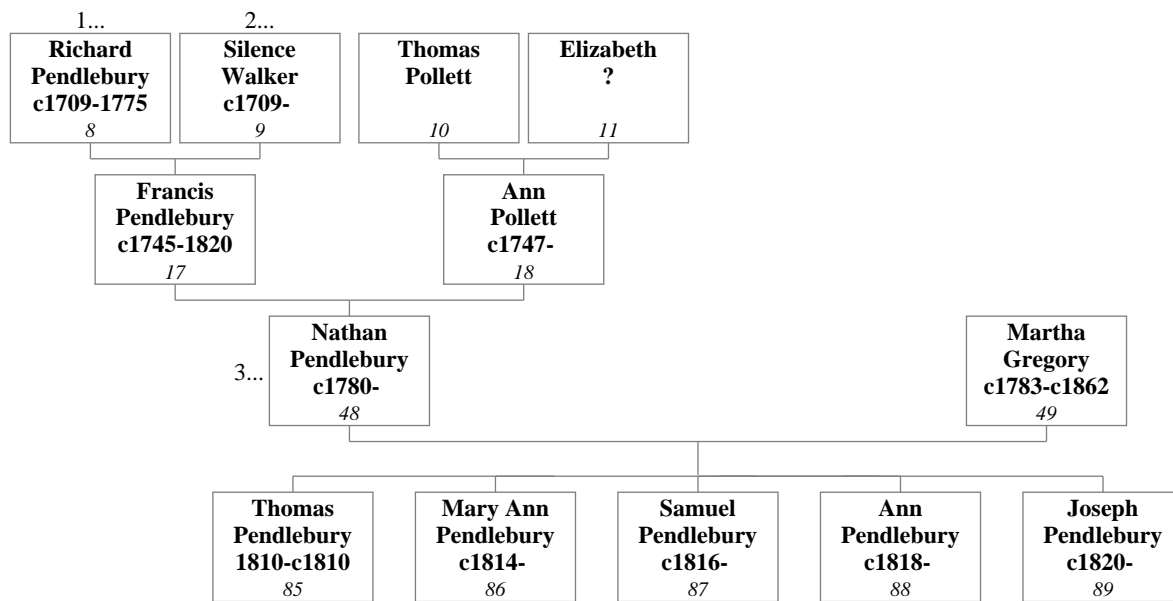 1...
2...
Richard
Pendlebury
c1709-1775
8
Silence
Walker
c1709-
9
Thomas
Pollett
10
Elizabeth
?
11
Francis
Pendlebury
c1745-1820
17
Ann
Pollett
c1747-
18
3...
Nathan
Pendlebury
c1780-
48
Martha
Gregory
c1783-c1862
49
Thomas
Pendlebury
1810-c1810
85
Mary Ann
Pendlebury
c1814-
86
Samuel
Pendlebury
c1816-
87
Ann
Pendlebury
c1818-
88
Joseph
Pendlebury
c1820-
89